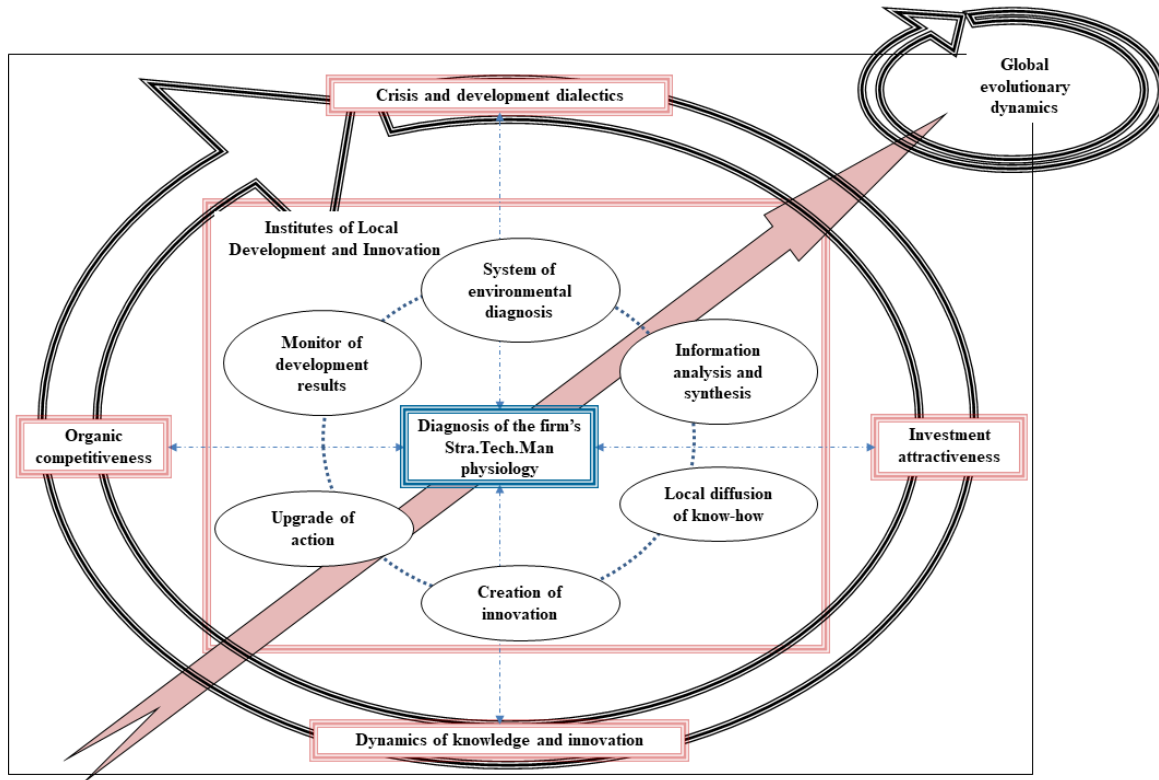 Global
evolutionary
dynamics
Crisis and development dialectics
Institutes of Local
Development and Innovation
System of
environmental
diagnosis
Monitor of
development
results
Information
analysis and
synthesis
Organic
competitiveness
Diagnosis of the firm's
Stra.Tech.Man
physiology
Investment
attractiveness
Upgrade of
action
Local diffusion
of know-how
Creation of
innovation
Dynamics of knowledge and innovation